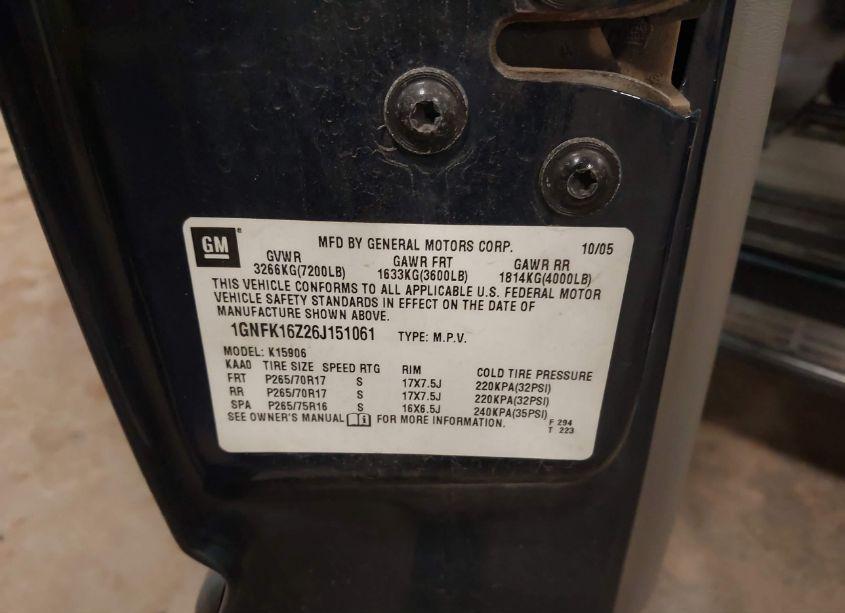 GM ®
MFD BY GENERAL MOTORS CORP. 10/05
GVWR GAWR FRT GAWR RR
3266KG(7200LB) 1633KG(3600LB) 1814KG(4000LB)
THIS VEHICLE CONFORMS TO ALL APPLICABLE U.S. FEDERAL MOTOR
VEHICLE SAFETY STANDARDS IN EFFECT ON THE DATE OF
MANUFACTURE SHOWN ABOVE.
1GNFK16Z26J151061 TYPE: M.P.V.
MODEL: K15906
KAAO TIRE SIZE SPEED RTG RIM COLD TIRE PRESSURE
FRT P265/70R17 S 17X7.5J 220KPA(32PSI)
RR P265/70R17 S 17X7.5J 220KPA(32PSI)
SPA P265/75R16 S 16X6.5J 240KPA(35PSI)
SEE OWNER'S MANUAL FOR MORE INFORMATION.
F 294
T 223